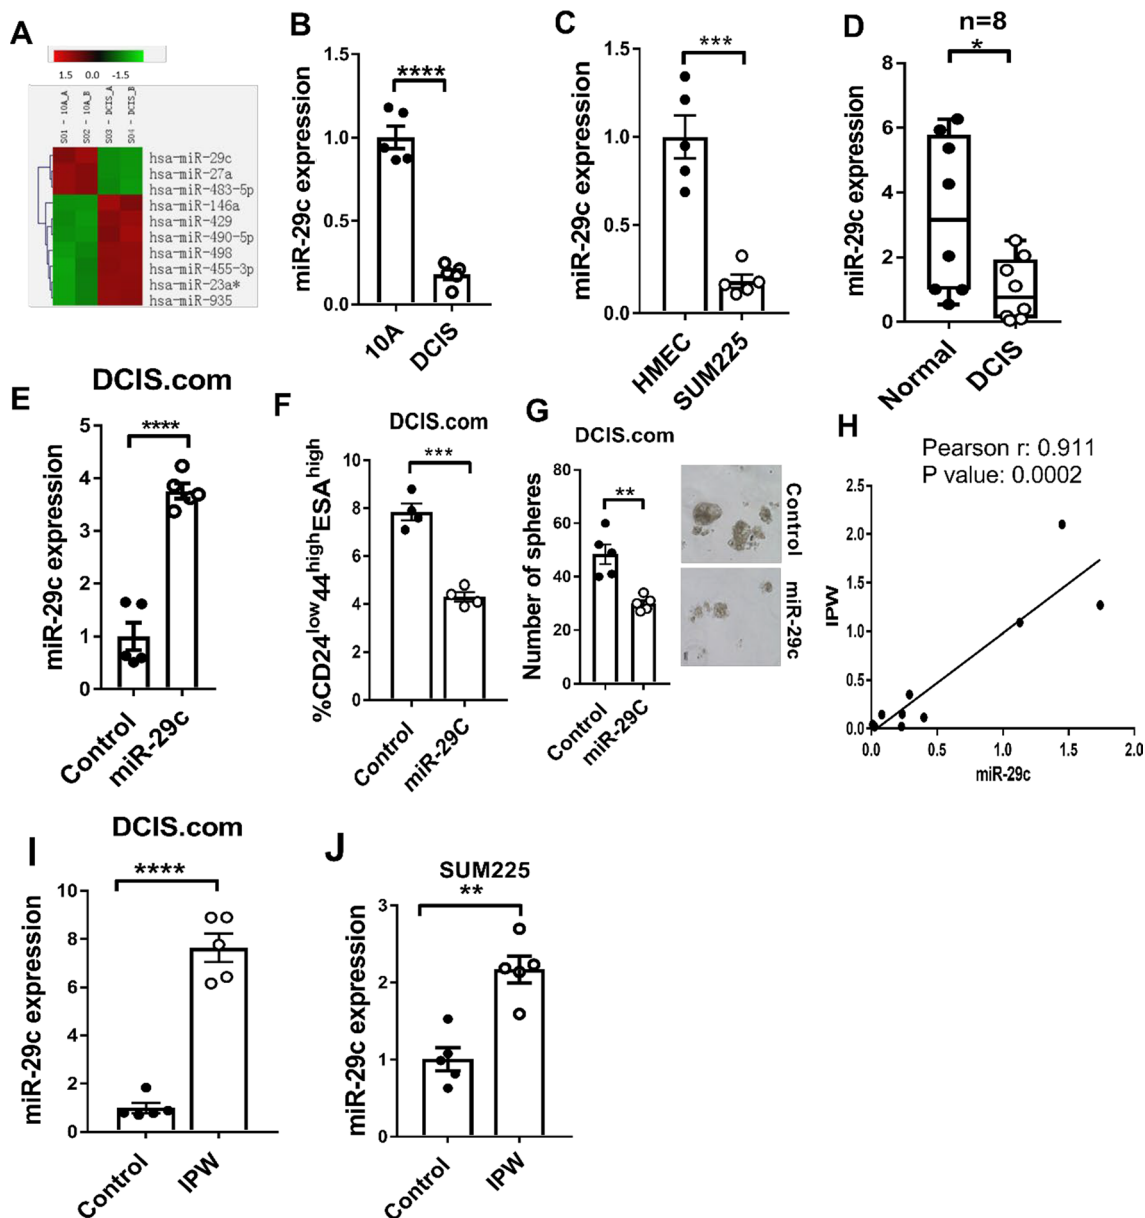 A
1.5 0.0 -1.5
S01 - 10A_A
S02 - 10A_B
S03 - DCIS_A
S04 - DCIS_B
hsa-miR-29c
hsa-miR-27a
hsa-miR-483-5p
hsa-miR-146a
hsa-miR-429
hsa-miR-490-5p
hsa-miR-498
hsa-miR-455-3p
hsa-miR-23a*
hsa-miR-935
B
miR-29c expression
1.5
1.0
0.5
0.0
****
10A
DCIS
C
miR-29c expression
1.5
1.0
0.5
0.0
***
HMEC
SUM225
D
n=8
*
miR-29c expression
8
6
4
2
0
Normal
DCIS
E
DCIS.com
****
miR-29c expression
5
4
3
2
1
0
Control
miR-29c
F
DCIS.com
***
%CD24low44highESAhigh
10
8
6
4
2
0
Control
miR-29C
G
DCIS.com
**
Number of spheres
80
60
40
20
0
Control
miR-29C
Control
miR-29c
H
Pearson r: 0.911
P value: 0.0002
IPW
2.5
2.0
1.5
1.0
0.5
0.0
0.0 0.5 1.0 1.5 2.0
miR-29c
I
DCIS.com
****
miR-29c expression
10
8
6
4
2
0
Control
IPW
J
SUM225
**
miR-29c expression
3
2
1
0
Control
IPW